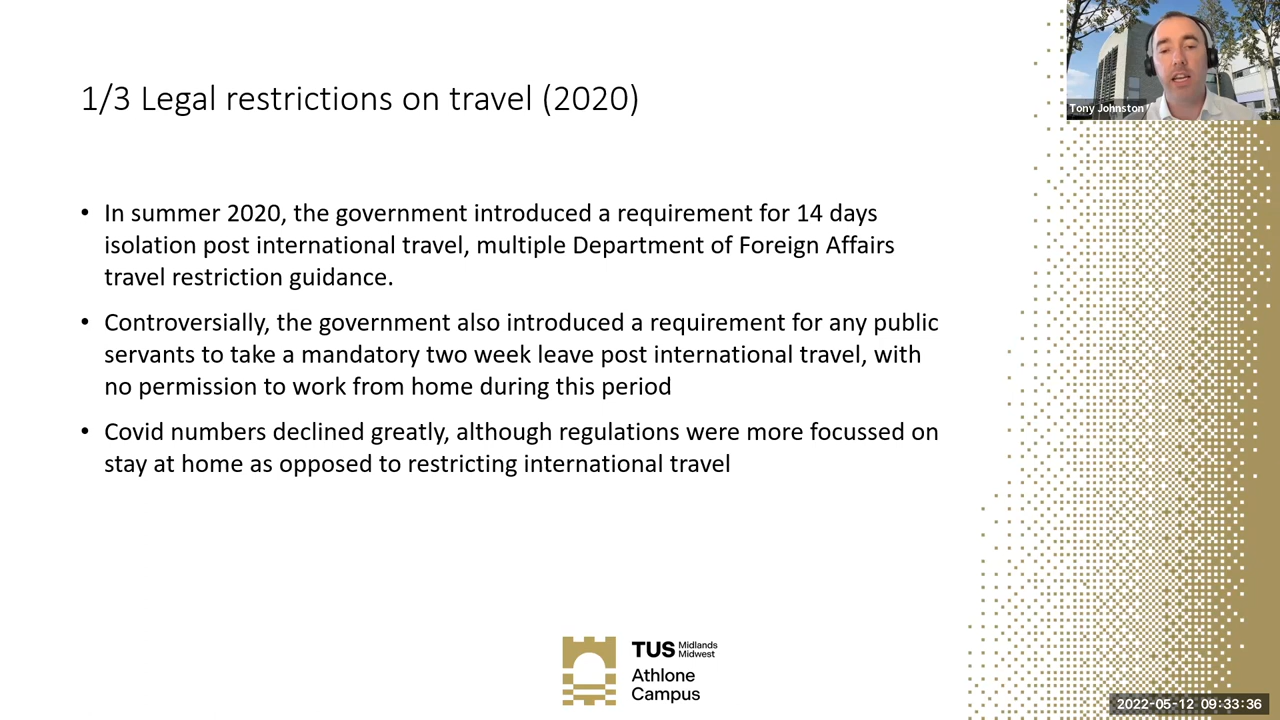 1/3 Legal restrictions on travel (2020)
Tony Johnston
• In summer 2020, the government introduced a requirement for 14 days
isolation post international travel, multiple Department of Foreign Affairs
travel restriction guidance.
• Controversially, the government also introduced a requirement for any public
servants to take a mandatory two week leave post international travel, with
no permission to work from home during this period
• Covid numbers declined greatly, although regulations were more focussed on
stay at home as opposed to restricting international travel
TUS Midlands
Midwest
Athlone
Campus
2022-05-12 09:33:36